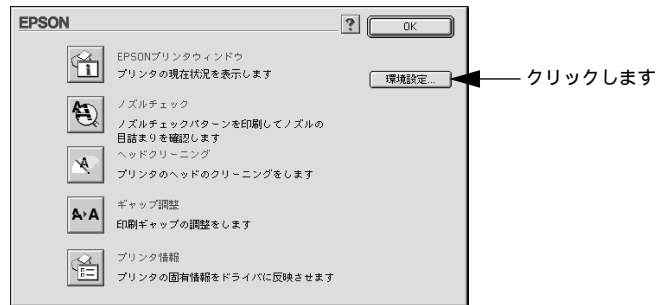 EPSON
? OK
EPSONプリンタウィンドウ
プリンタの現在状況を表示します
環境設定...
クリックします
ノズルチェック
ノズルチェックパターンを印刷してノズルの
目詰まりを確認します
ヘッドクリーニング
プリンタのヘッドのクリーニングをします
A▸A
ギャップ調整
印刷ギャップの調整をします
プリンタ情報
プリンタの固有情報をドライバに反映させます